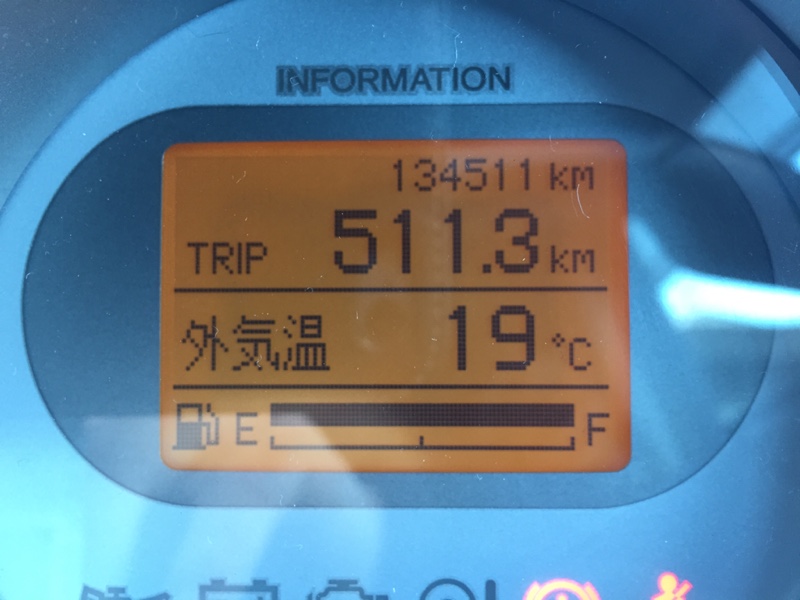 INFORMATION
134511 km
TRIP 511.3 km
外気温 19 °C
E F